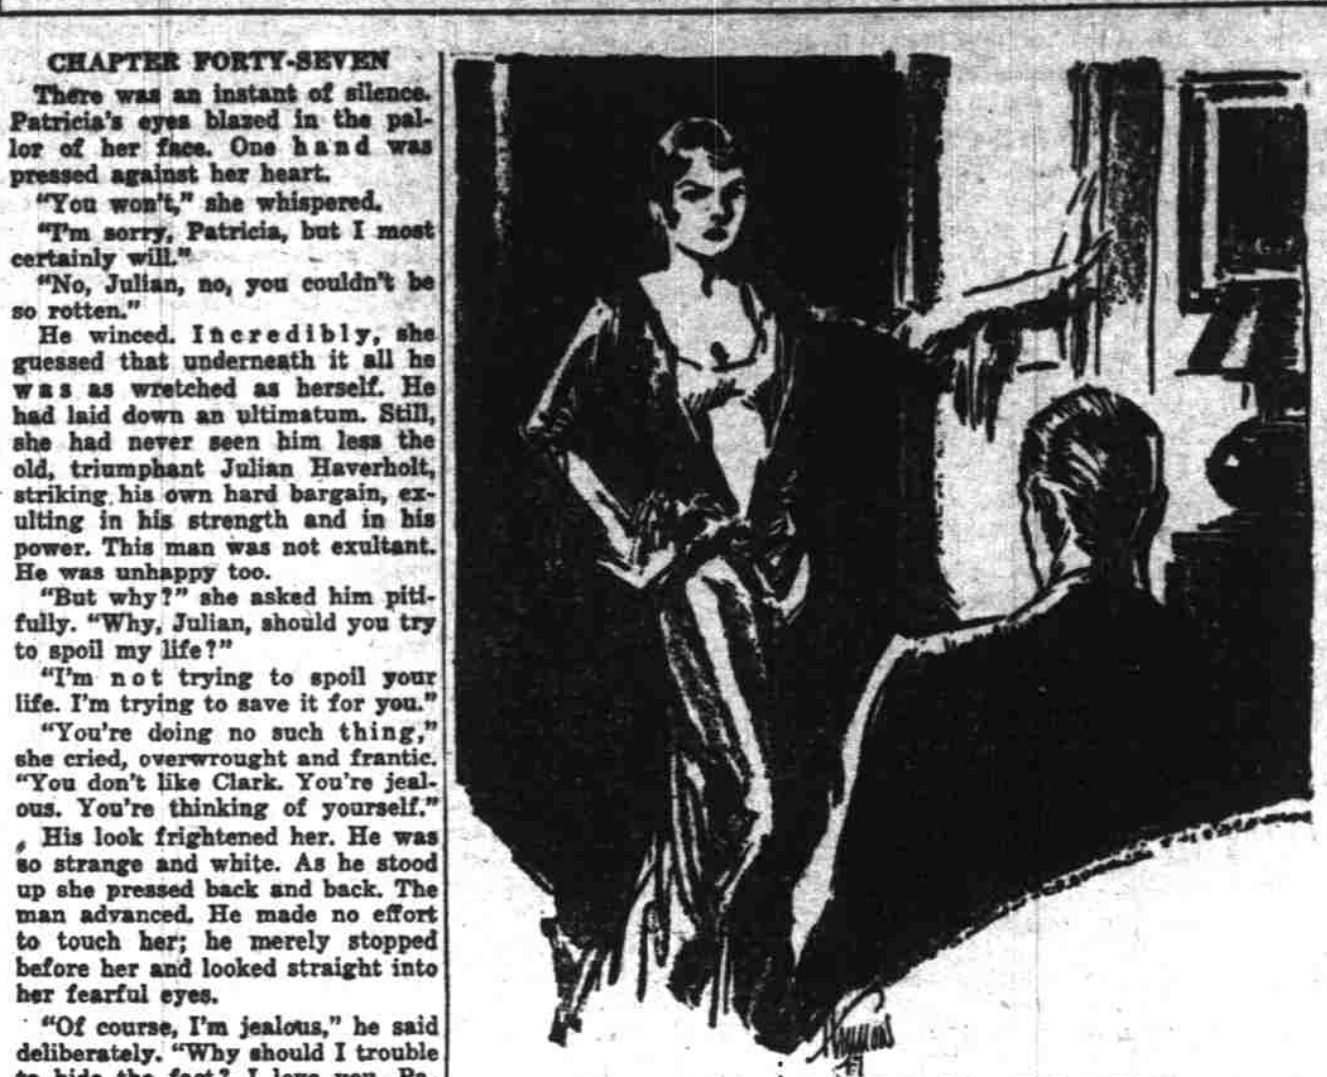 CHAPTER FORTY-SEVEN
There was an instant of silence.
Patricia's eyes blazed in the pal-
lor of her face. One hand was
pressed against her heart.
"You won't," she whispered.
"I'm sorry, Patricia, but I most
certainly will."
"No, Julian, no, you couldn't be
so rotten."
He winced. Incredibly, she
guessed that underneath it all he
was as wretched as herself. He
had laid down an ultimatum. Still,
she had never seen him less the
old, triumphant Julian Haverholt,
striking his own hard bargain, ex-
ulting in his strength and in his
power. This man was not exultant.
He was unhappy too.
"But why?" she asked him piti-
fully. "Why, Julian, should you try
to spoil my life?"
"I'm not trying to spoil your
life. I'm trying to save it for you."
"You're doing no such thing,"
she cried, overwrought and frantic.
"You don't like Clark. You're jeal-
ous. You're thinking of yourself."
His look frightened her. He was
so strange and white. As he stood
up she pressed back and back. The
man advanced. He made no effort
to touch her; he merely stopped
before her and looked straight into
her fearful eyes.
"Of course, I'm jealous," he said
deliberately. "Why should I trouble
to hide the fact? I love you, Pa-